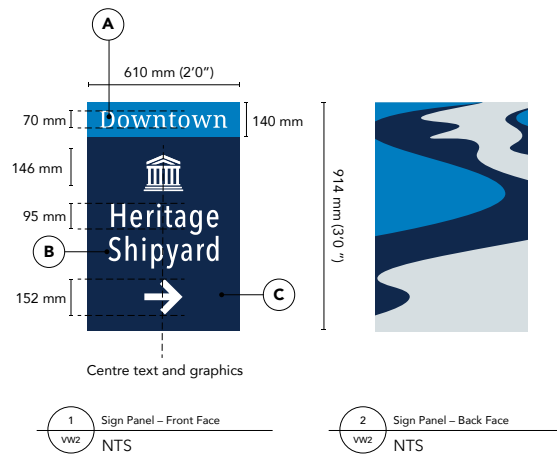 A
610 mm (2’0”)
Downtown
70 mm
140 mm
146 mm
95 mm
Heritage
Shipyard
B
914 mm (3’0 ”)
152 mm
C
Centre text and graphics
1
VW2
Sign Panel – Front Face
NTS
2
VW2
Sign Panel – Back Face
NTS